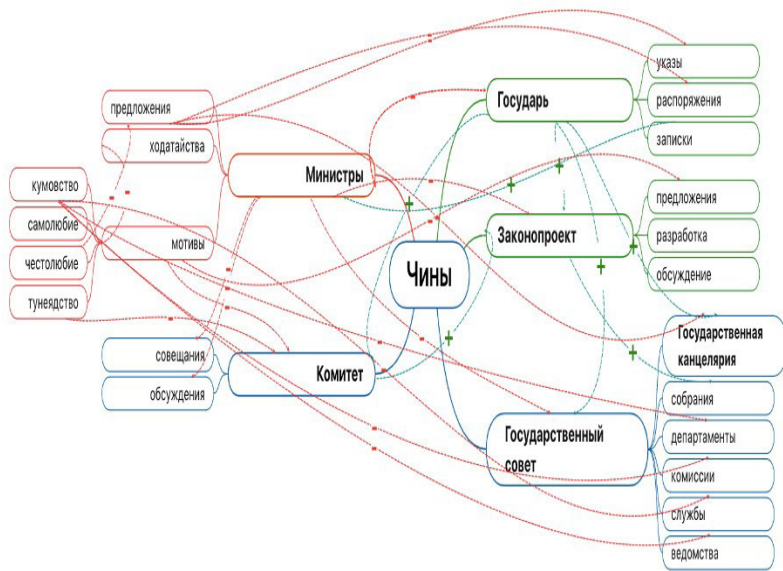 предложения
ходатайства
Министры
кумовство
самолюбие
мотивы
честолюбие
тунеядство
совещания
обсуждения
Комитет
Чины
Государь
указы
распоряжения
записки
Законопроект
предложения
разработка
обсуждение
Государственный
совет
Государственная
канцелярия
собрания
департаменты
комиссии
службы
ведомства